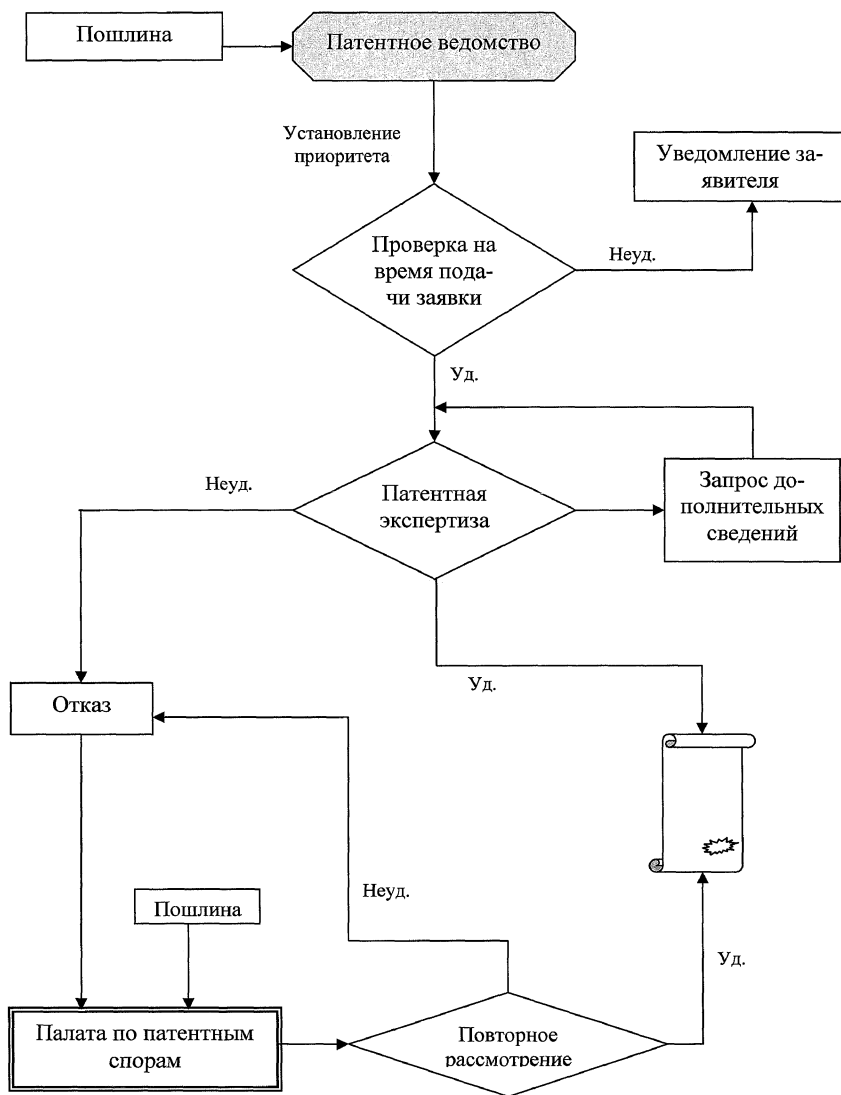 Пошлина
Патентное ведомство
Установление
приоритета
Уведомление за-
явителя
Проверка на
время пода-
чи заявки
Неуд.
Уд.
Неуд.
Патентная
экспертиза
Запрос до-
полнительных
сведений
Уд.
Отказ
Неуд.
Пошлина
Уд.
Палата по патентным
спорам
Повторное
рассмотрение